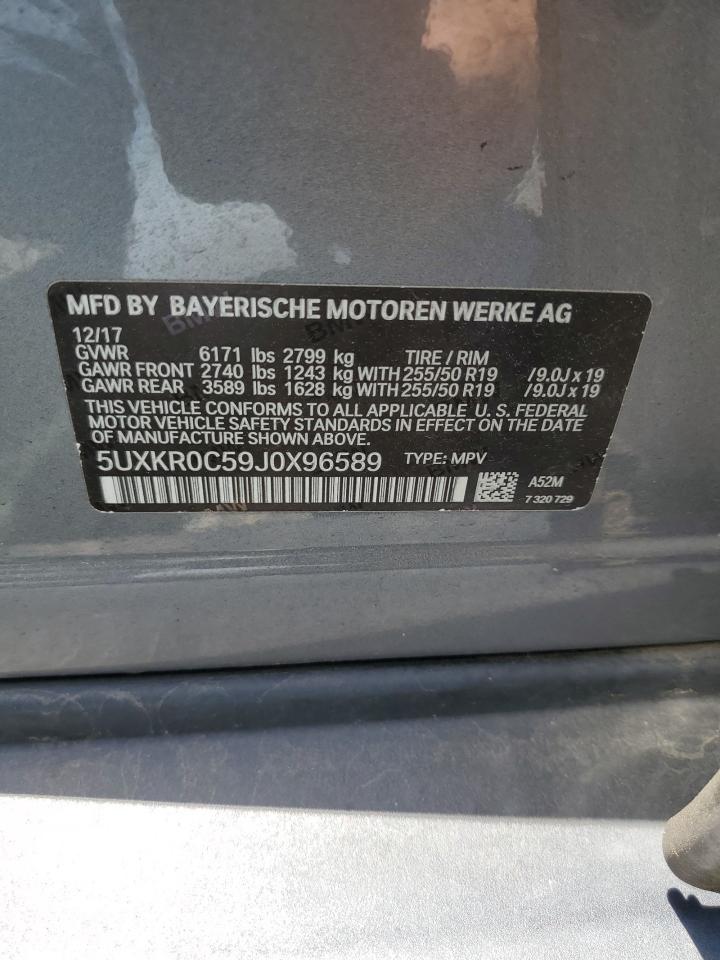 MFD BY BAYERISCHE MOTOREN WERKE AG
12/17
GVWR 6171 lbs 2799 kg TIRE / RIM
GAWR FRONT 2740 lbs 1243 kg WITH 255/50 R19 /9.0J x 19
GAWR REAR 3589 lbs 1628 kg WITH 255/50 R19 /9.0J x 19
THIS VEHICLE CONFORMS TO ALL APPLICABLE U. S. FEDERAL
MOTOR VEHICLE SAFETY STANDARDS IN EFFECT ON THE DATE
OF MANUFACTURE SHOWN ABOVE.
5UXKR0C59J0X96589 TYPE: MPV
A52M
7 320 729